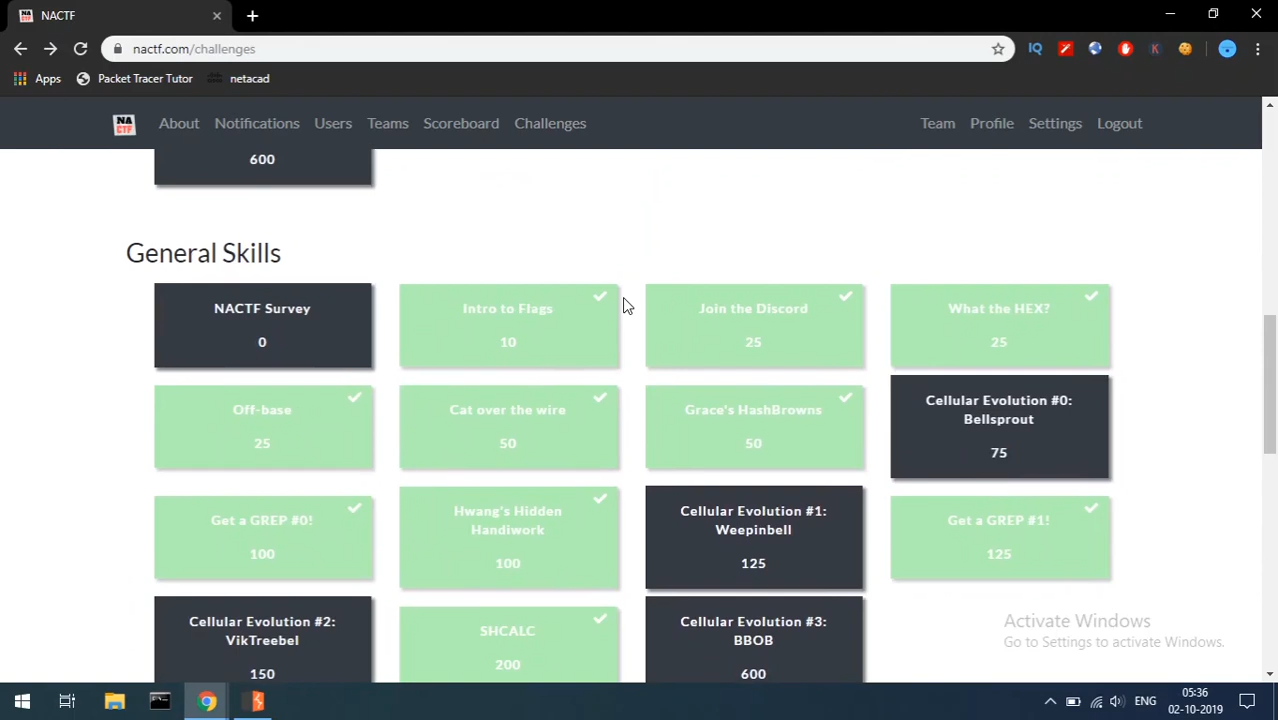 NACTF
nactf.com/challenges
IQ
K
Apps
Packet Tracer Tutor
netacad
NA
CTF
About
Notifications
Users
Teams
Scoreboard
Challenges
Team
Profile
Settings
Logout
600
General Skills
NACTF Survey
0
Intro to Flags
10
Join the Discord
25
What the HEX?
25
Off-base
25
Cat over the wire
50
Grace's HashBrowns
50
Cellular Evolution #0:
Bellsprout
75
Get a GREP #0!
100
Hwang's Hidden
Handiwork
100
Cellular Evolution #1:
Weepinbell
125
Get a GREP #1!
125
Cellular Evolution #2:
VikTreebel
150
SHCALC
200
Cellular Evolution #3:
BBOB
600
Activate Windows
Go to Settings to activate Windows.
ENG
05:36
02-10-2019